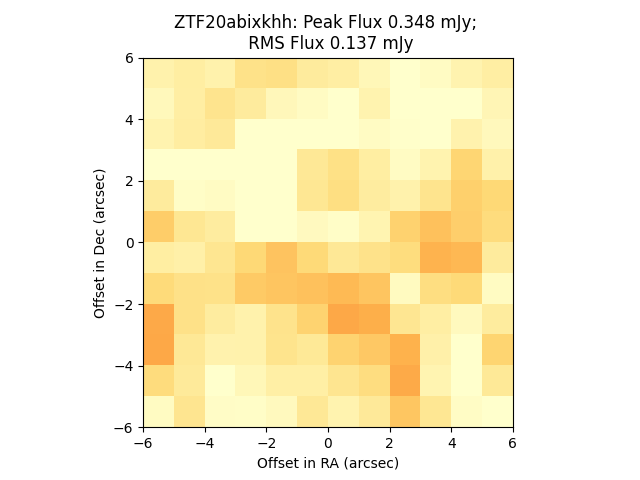 ZTF20abixkhh: Peak Flux 0.348 mJy;
RMS Flux 0.137 mJy
6
4
2
0
−2
−4
−6
Offset in Dec (arcsec)
−6 −4 −2 0 2 4 6
Offset in RA (arcsec)